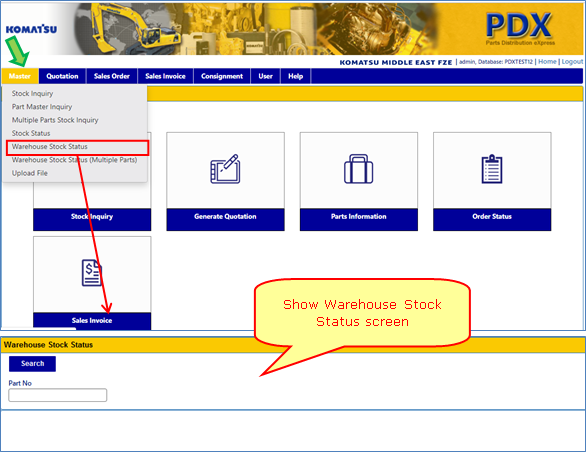 KOMATSU
PDX
Parts Distribution eXpress
KOMATSU MIDDLE EAST FZE | admin, Database: PDXTEST12 | Home | Logout
Master Quotation Sales Order Sales Invoice Consignment User Help
Stock Inquiry
Part Master Inquiry
Multiple Parts Stock Inquiry
Stock Status
Warehouse Stock Status
Warehouse Stock Status (Multiple Parts)
Upload File
Stock Inquiry Generate Quotation Parts Information Order Status
Sales Invoice
Show Warehouse Stock
Status screen
Warehouse Stock Status
Search
Part No